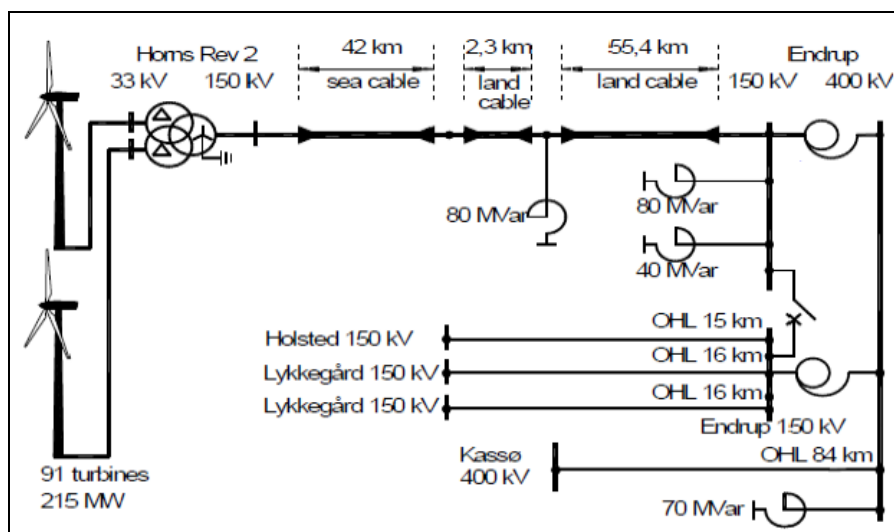 Horns Rev 2
33 kV
150 kV
42 km
sea cable
2,3 km
land
cable
55,4 km
land cable
Endrup
150 kV
400 kV
80 MVar
80 MVar
40 MVar
Holsted 150 kV
OHL 15 km
Lykkegård 150 kV
OHL 16 km
Lykkegård 150 kV
OHL 16 km
Endrup 150 kV
Kassø
400 kV
OHL 84 km
70 MVar
91 turbines
215 MW